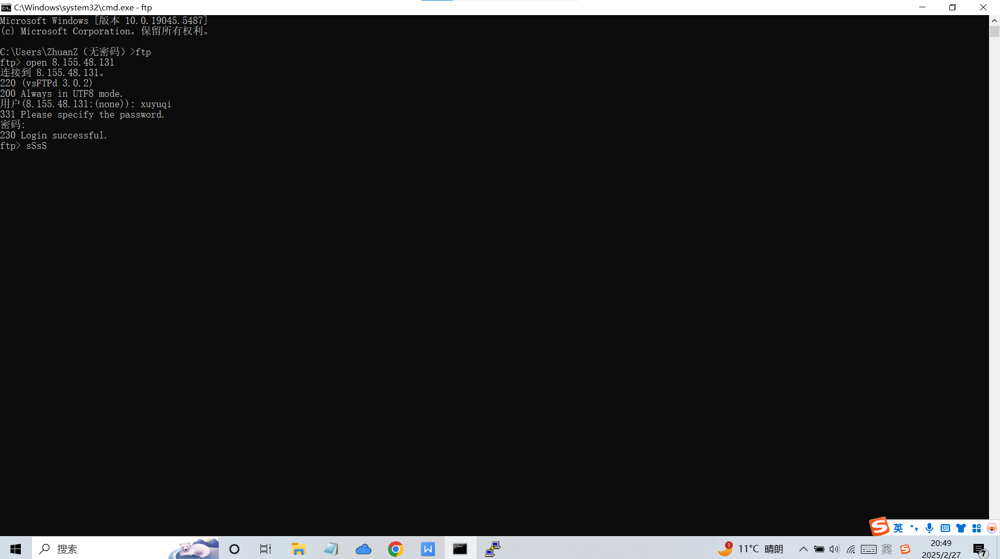 C:\Windows\system32\cmd.exe - ftp
Microsoft Windows [版本 10.0.19045.5487]
(c) Microsoft Corporation。保留所有权利。
C:\Users\ZhuanZ（无密码）>ftp
ftp> open 8.155.48.131
连接到 8.155.48.131。
220 (vsFTPd 3.0.2)
200 Always in UTF8 mode.
用户(8.155.48.131:(none)): xuyuqi
331 Please specify the password.
密码:
230 Login successful.
ftp> sSsS
英
搜索
1
11°C 晴朗
英
20:49
2025/2/27
7